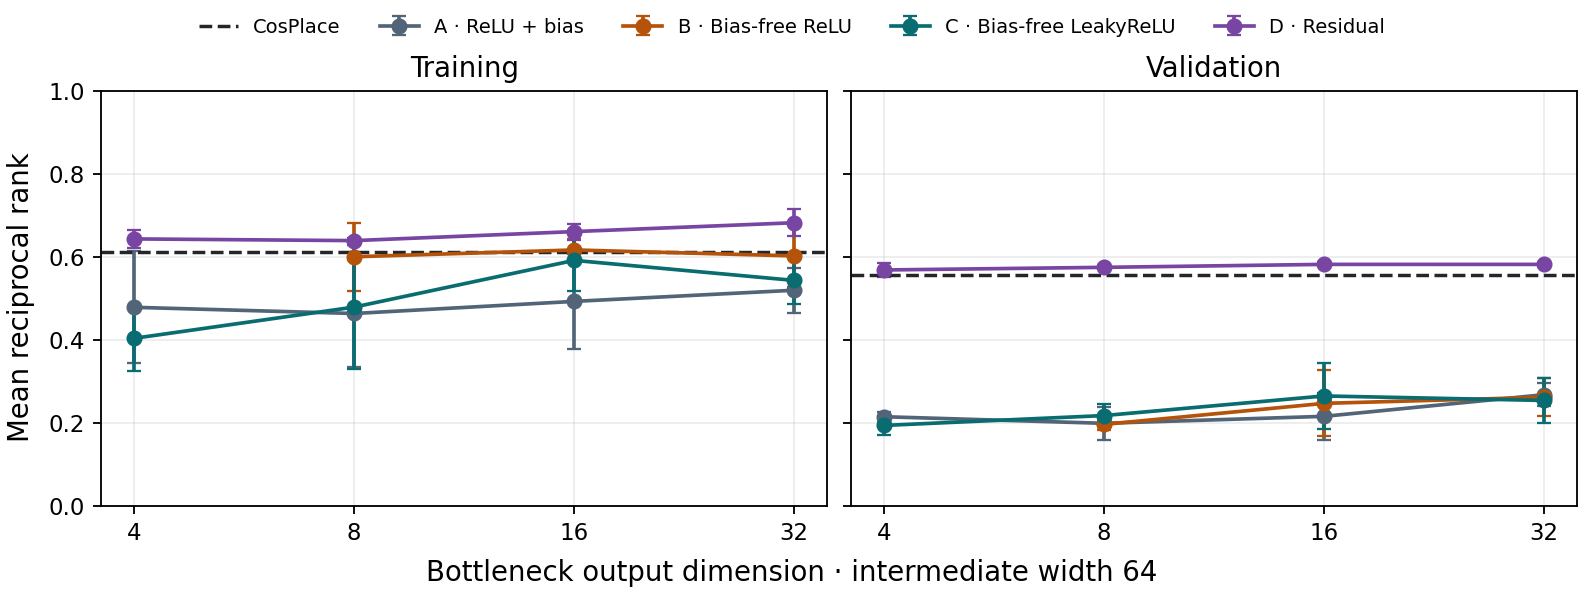 CosPlace A · ReLU + bias B · Bias-free ReLU C · Bias-free LeakyReLU D · Residual
Training
Validation
Mean reciprocal rank
1.0
0.8
0.6
0.4
0.2
0.0
4 8 16 32
4 8 16 32
Bottleneck output dimension · intermediate width 64